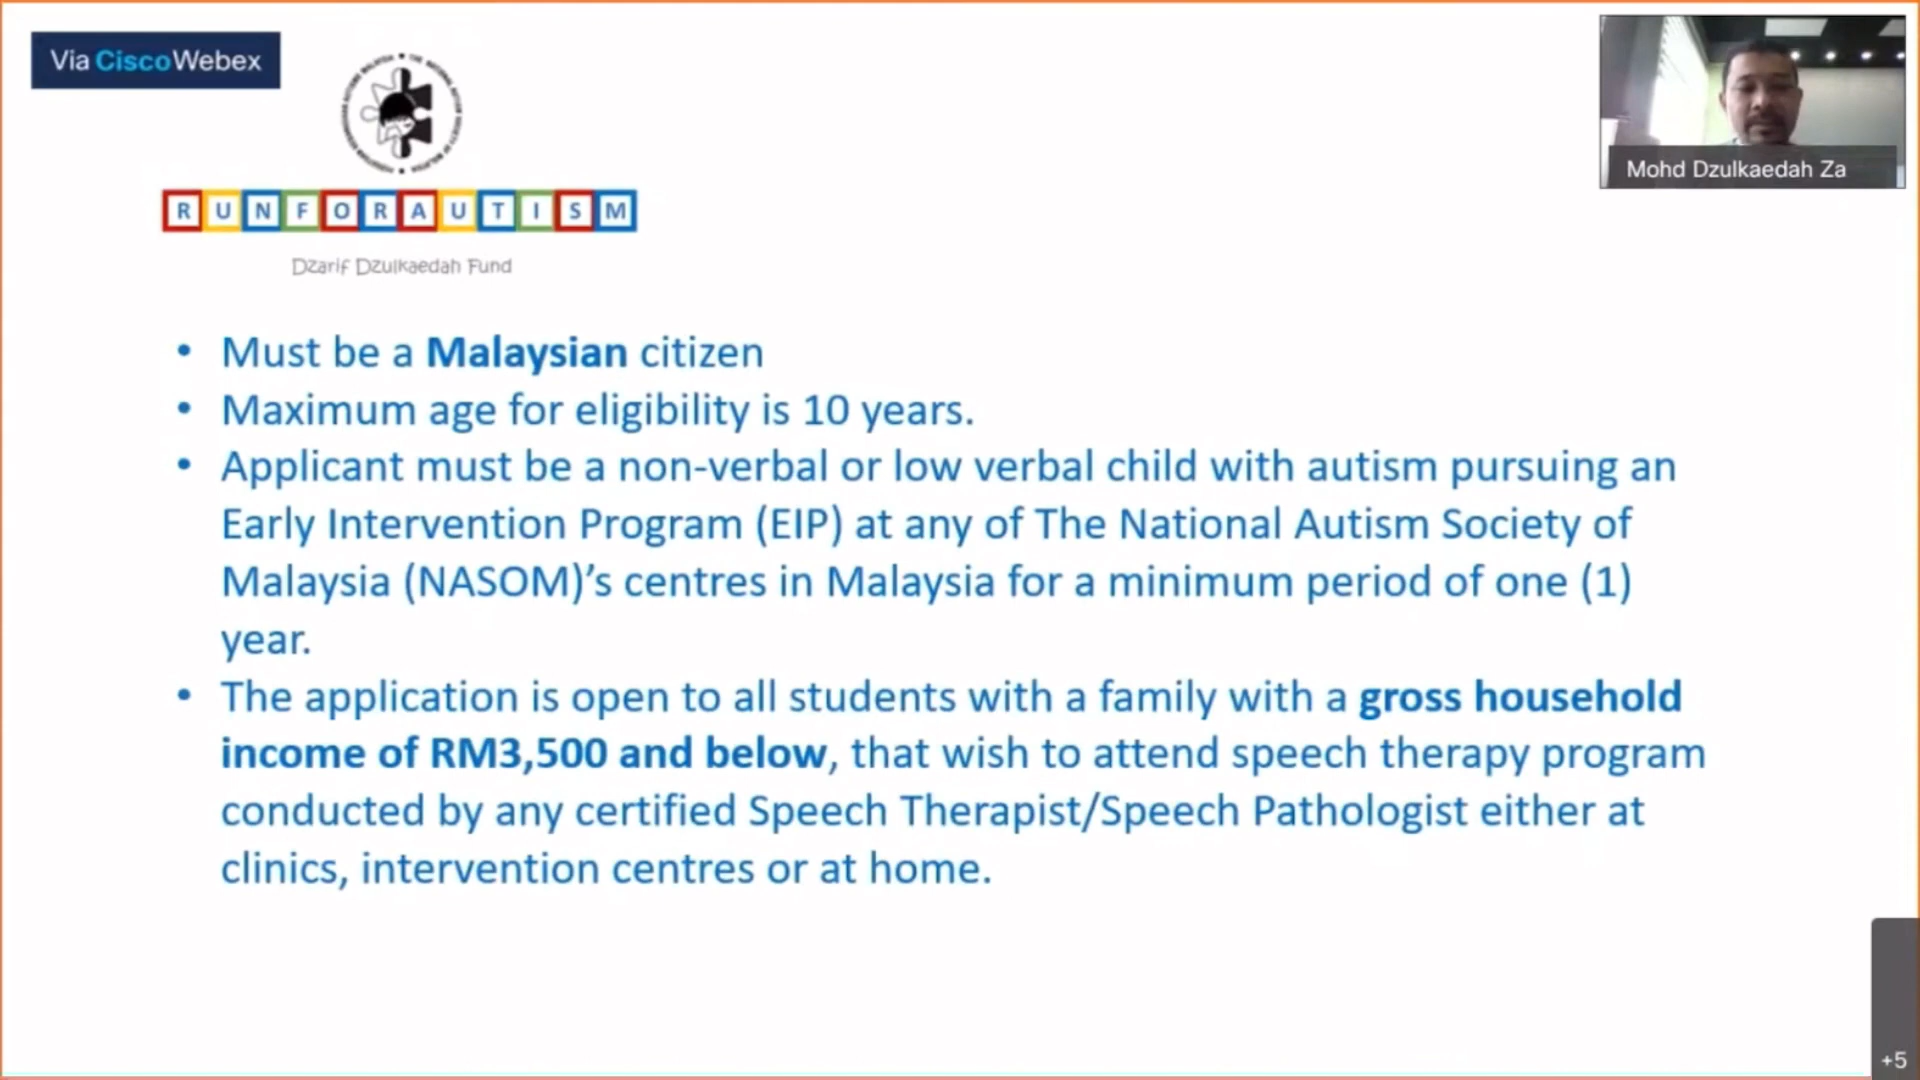 Via CiscoWebex
Mohd Dzulkaedah Za
RUNFORAUTISM
Dzarif Dzulkaedah Fund
• Must be a Malaysian citizen
• Maximum age for eligibility is 10 years.
• Applicant must be a non-verbal or low verbal child with autism pursuing an
Early Intervention Program (EIP) at any of The National Autism Society of
Malaysia (NASOM)’s centres in Malaysia for a minimum period of one (1)
year.
• The application is open to all students with a family with a gross household
income of RM3,500 and below, that wish to attend speech therapy program
conducted by any certified Speech Therapist/Speech Pathologist either at
clinics, intervention centres or at home.
+5